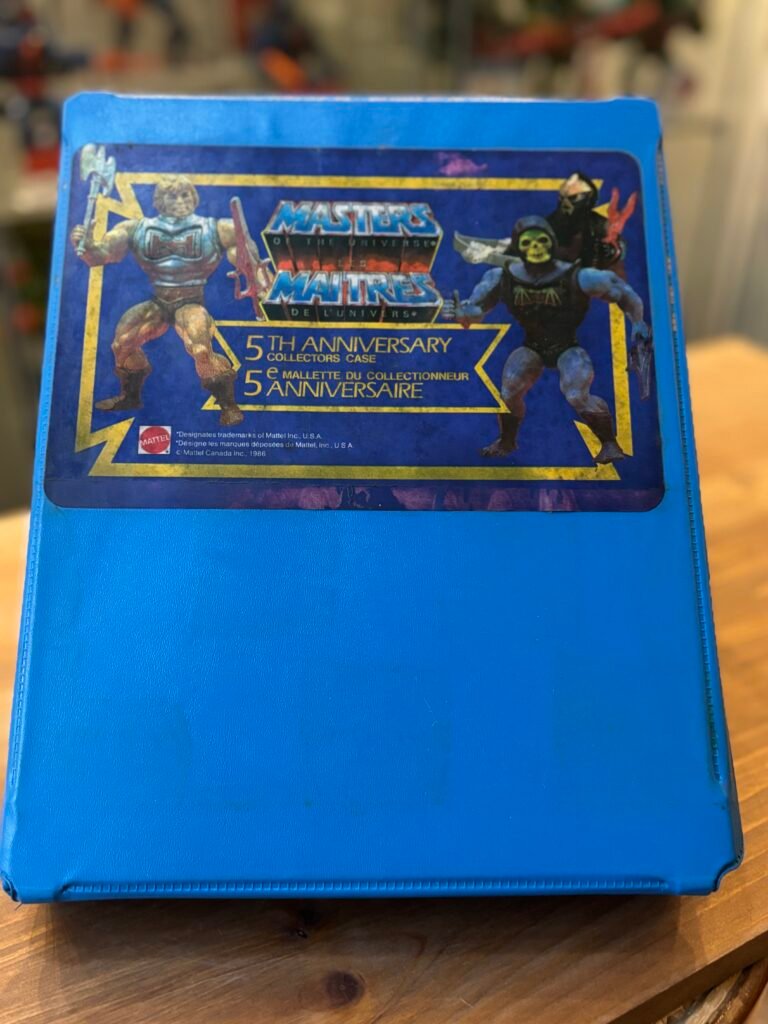 MASTERS
OF THE UNIVERSE®
LES
MAITRES
DE L'UNIVERS®
5TH ANNIVERSARY
COLLECTORS CASE
5e MALLETTE DU COLLECTIONNEUR
ANNIVERSAIRE
MATTEL
*Designates trademarks of Mattel Inc., U.S.A.
*Désigne les marques déposées de Mattel, Inc., U.S.A.
© Mattel Canada Inc., 1986.